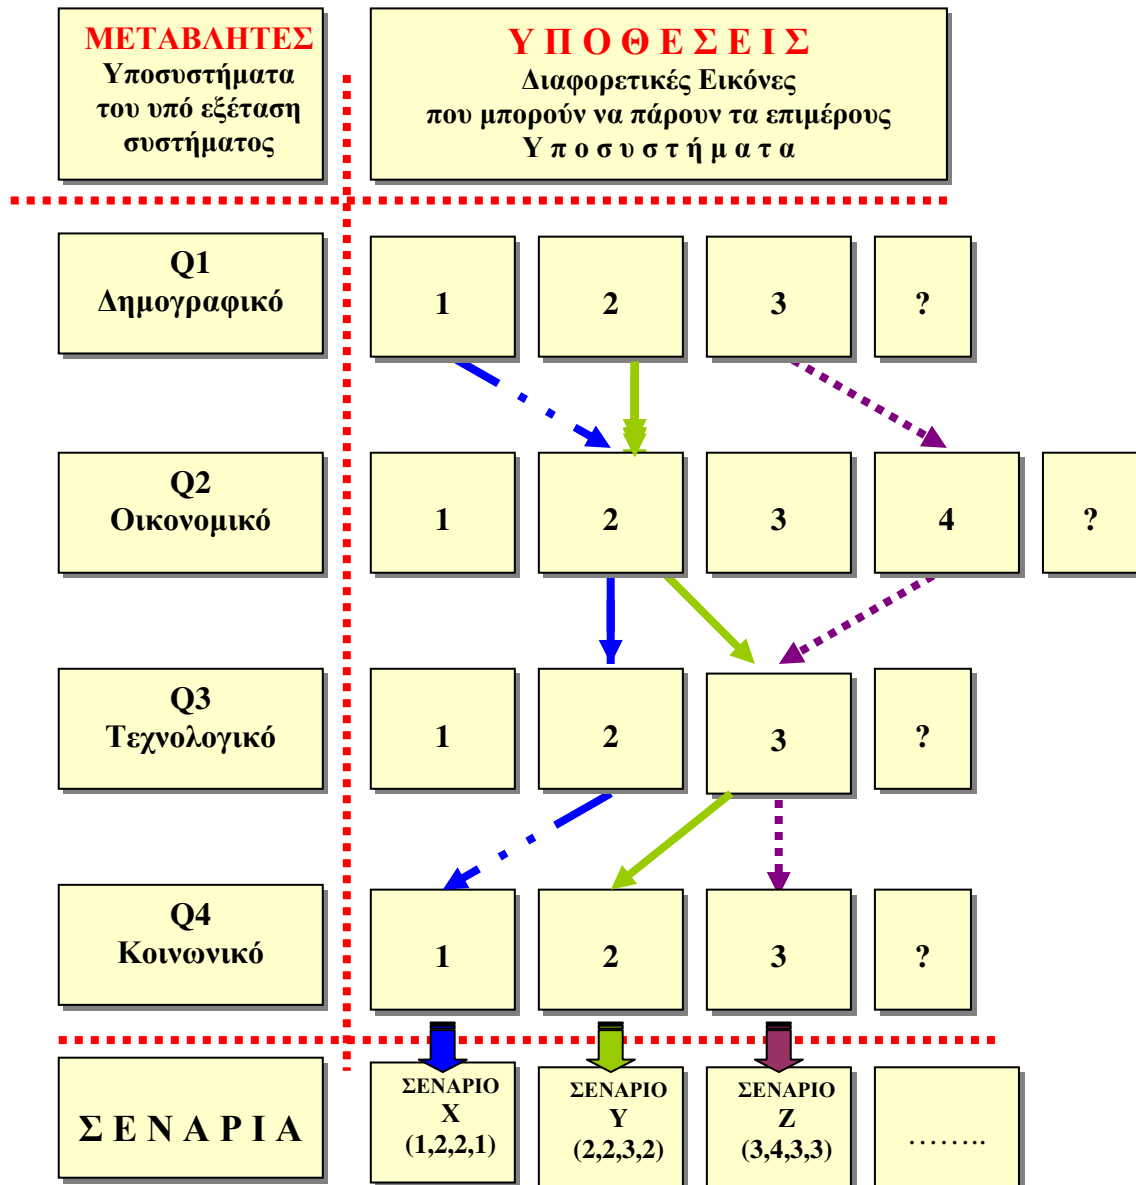 ΜΕΤΑΒΛΗΤΕΣ
Υποσυστήματα
του υπό εξέταση
συστήματος
Υ Π Ο Θ Ε Σ Ε Ι Σ
Διαφορετικές Εικόνες
που μπορούν να πάρουν τα επιμέρους
Υ π ο σ υ σ τ ή μ α τ α
Q1
Δημογραφικό
1 2 3 ?
Q2
Οικονομικό
1 2 3 4 ?
Q3
Τεχνολογικό
1 2 3 ?
Q4
Κοινωνικό
1 2 3 ?
Σ Ε Ν Α Ρ Ι Α
ΣΕΝΑΡΙΟ
X
(1,2,2,1)
ΣΕΝΑΡΙΟ
Y
(2,2,3,2)
ΣΕΝΑΡΙΟ
Z
(3,4,3,3)
……..